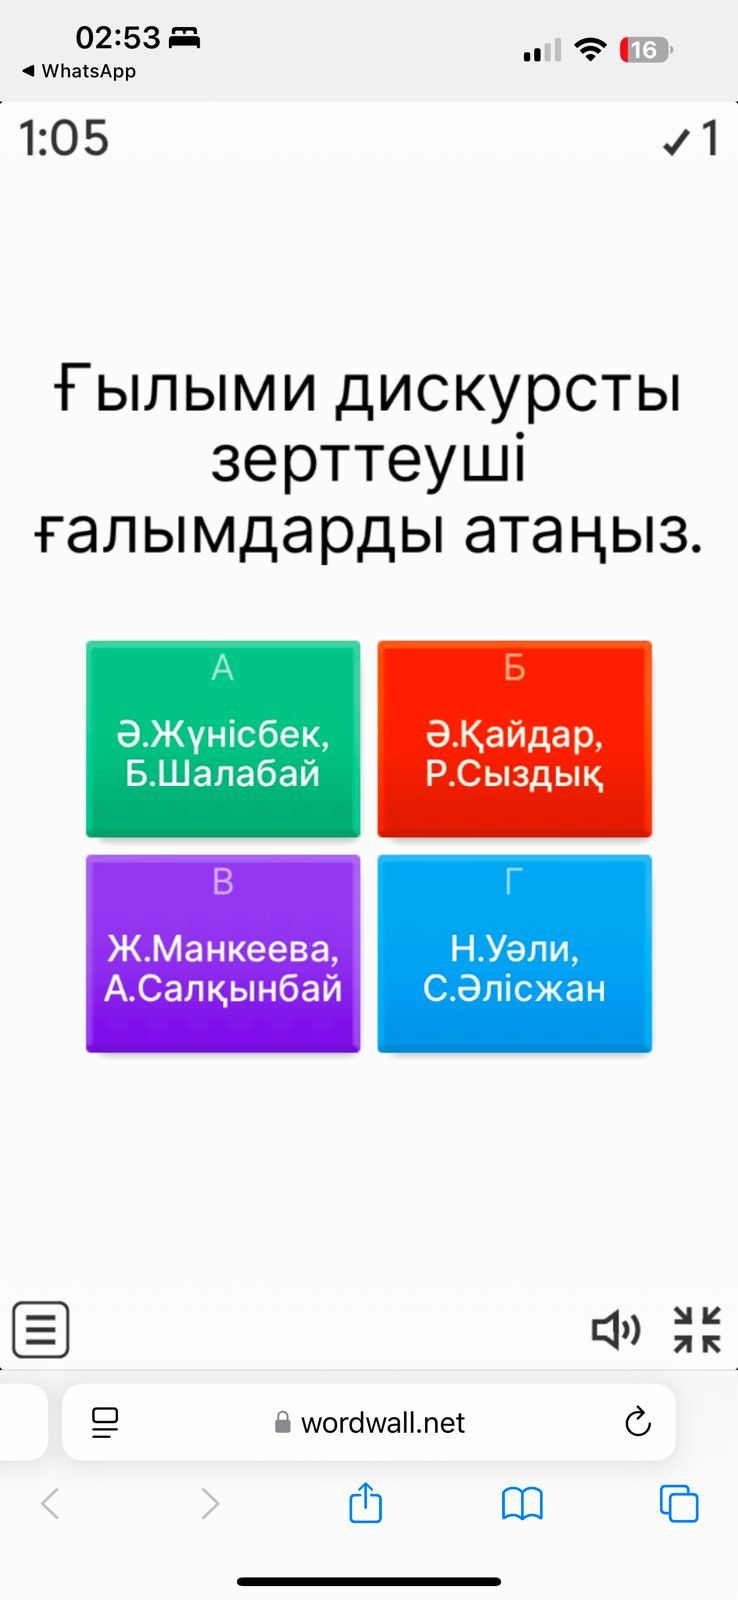 02:53
16
WhatsApp
1:05
1
Ғылыми дискурсты
зерттеуші
ғалымдарды атаңыз.
А
Ә.Жүнісбек,
Б.Шалабай
Б
Ә.Қайдар,
Р.Сыздық
В
Ж.Манкеева,
А.Салқынбай
Г
Н.Уәли,
С.Әлісжан
wordwall.net